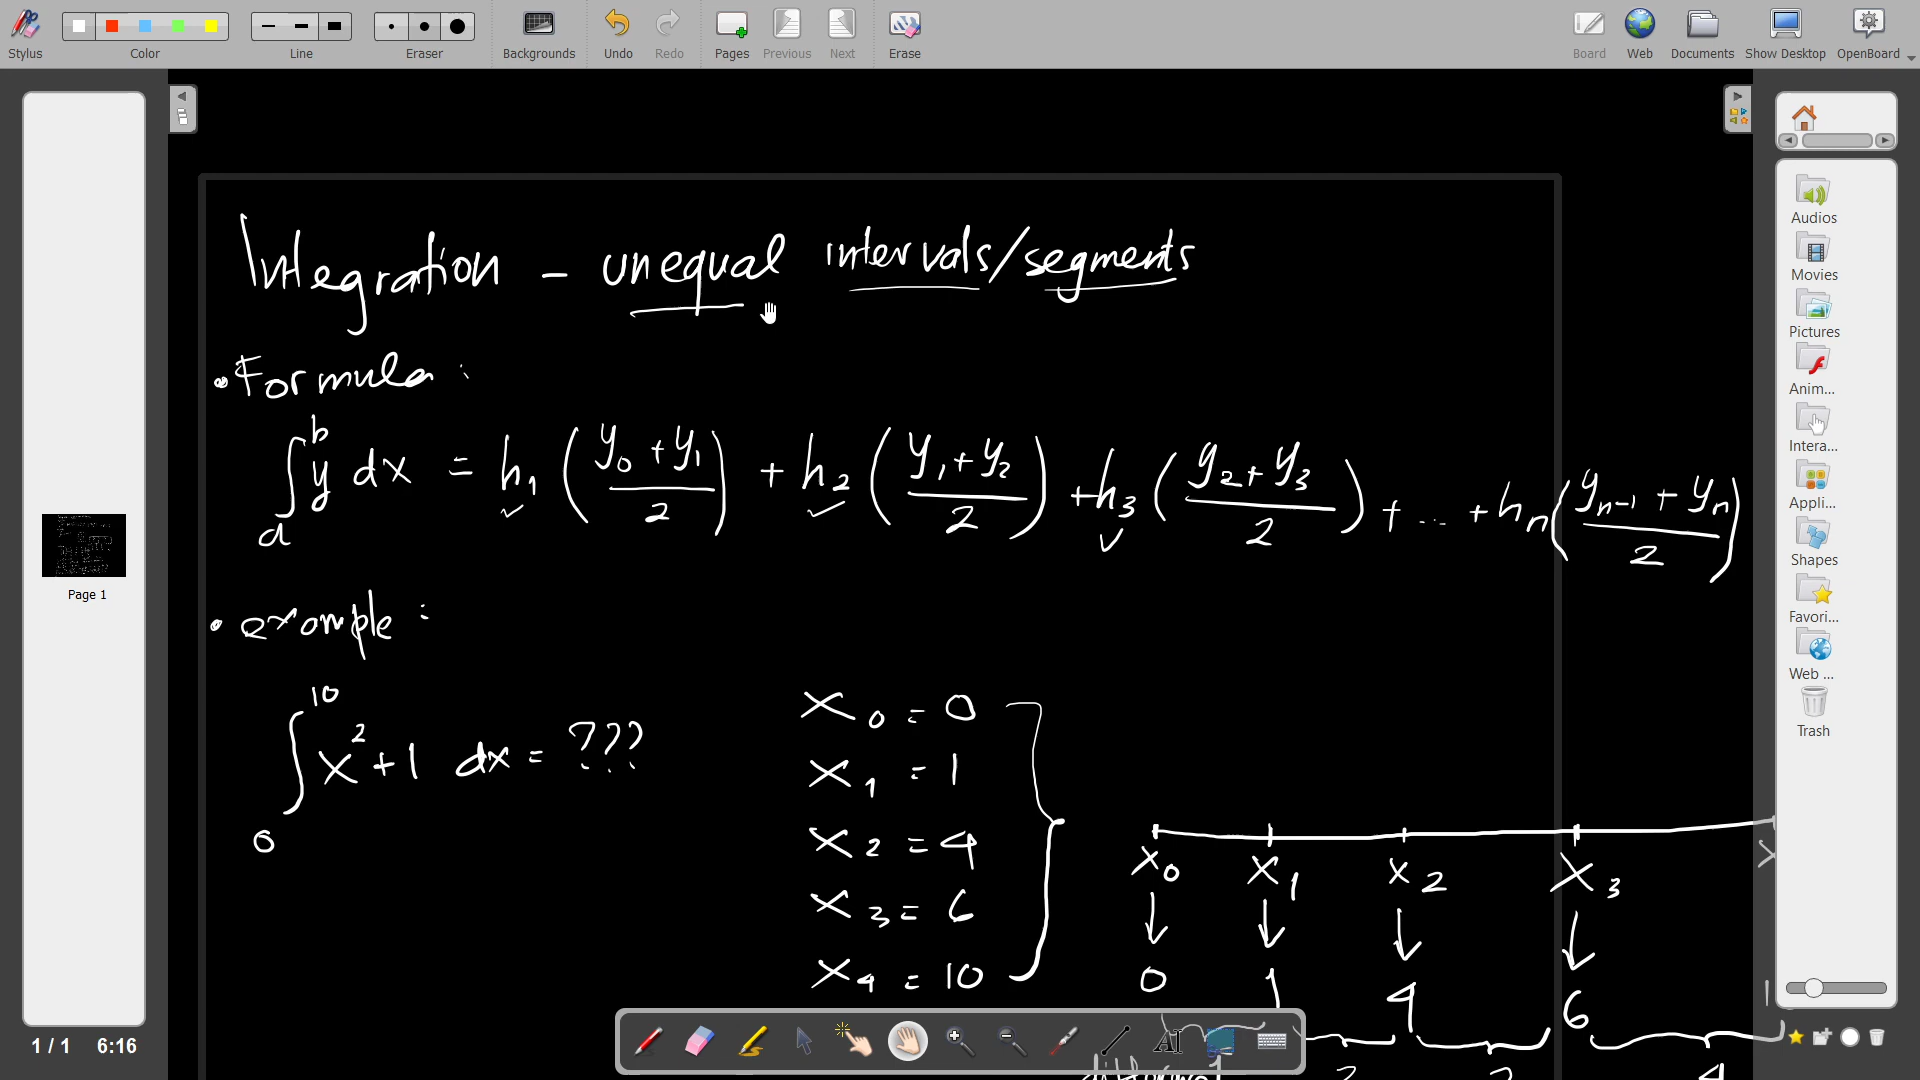 Stylus Color Line Eraser Backgrounds Undo Redo Pages Previous Next Erase Board Web Documents Show Desktop OpenBoard
Integration - unequal intervals/segments
• Formula :
∫_a^b y dx = h₁ (y₀ + y₁ / 2) + h₂ (y₁ + y₂ / 2) + h₃ (y₂ + y₃ / 2) + ... + hₙ (yₙ₋₁ + yₙ / 2)
• example :
∫_0^10 x² + 1 dx = ???
x₀ = 0
x₁ = 1
x₂ = 4
x₃ = 6
x₄ = 10
x₀ x₁ x₂ x₃
↓ ↓ ↓ ↓
0 1 4 6
AI
Page 1
1 / 1 6:16
Audios
Movies
Pictures
Anim...
Intera...
Appli...
Shapes
Favori...
Web ...
Trash